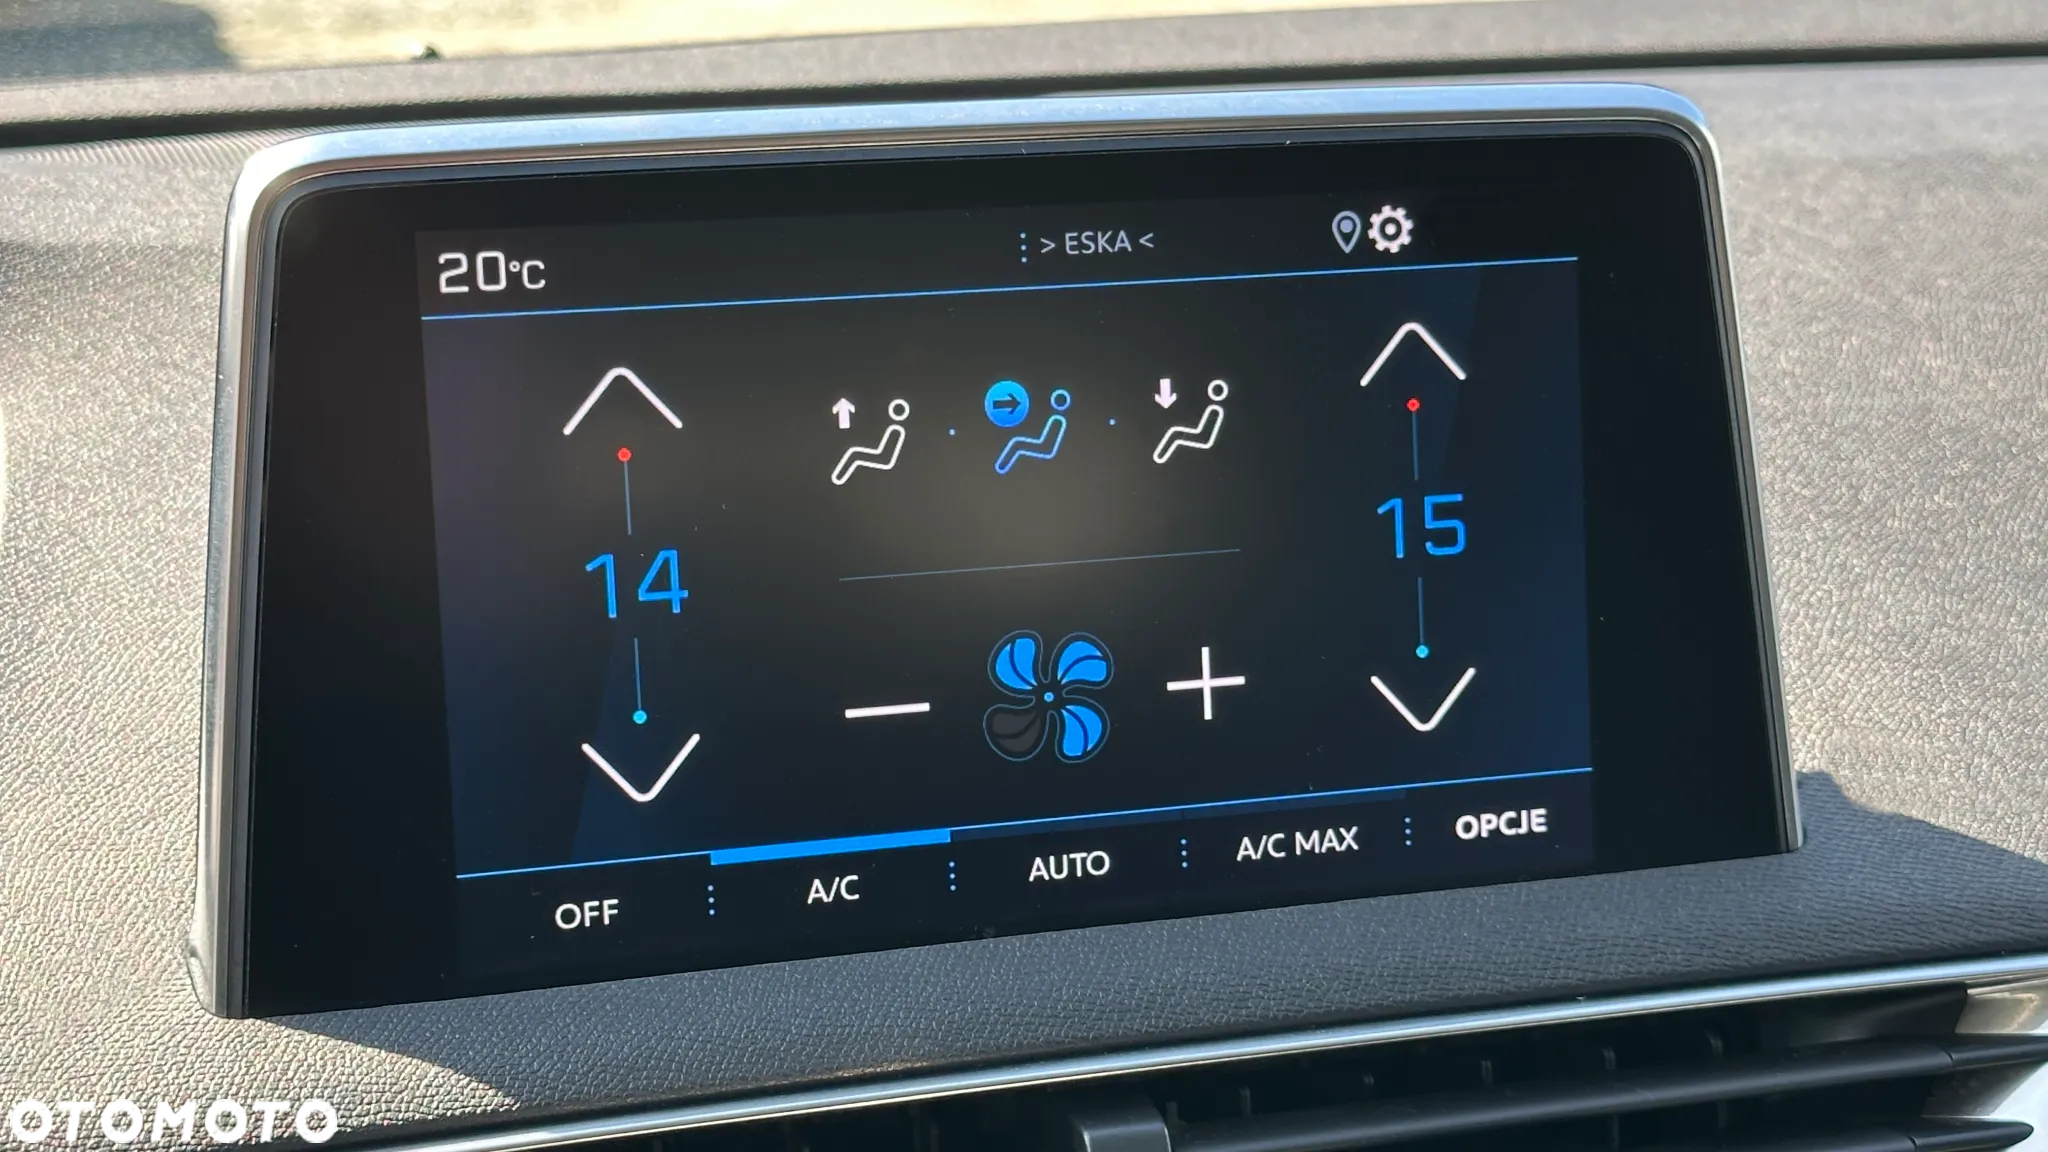 20°C
> ESKA <
14
15
OFF
A/C
AUTO
A/C MAX
OPCJE
OTOMOTO